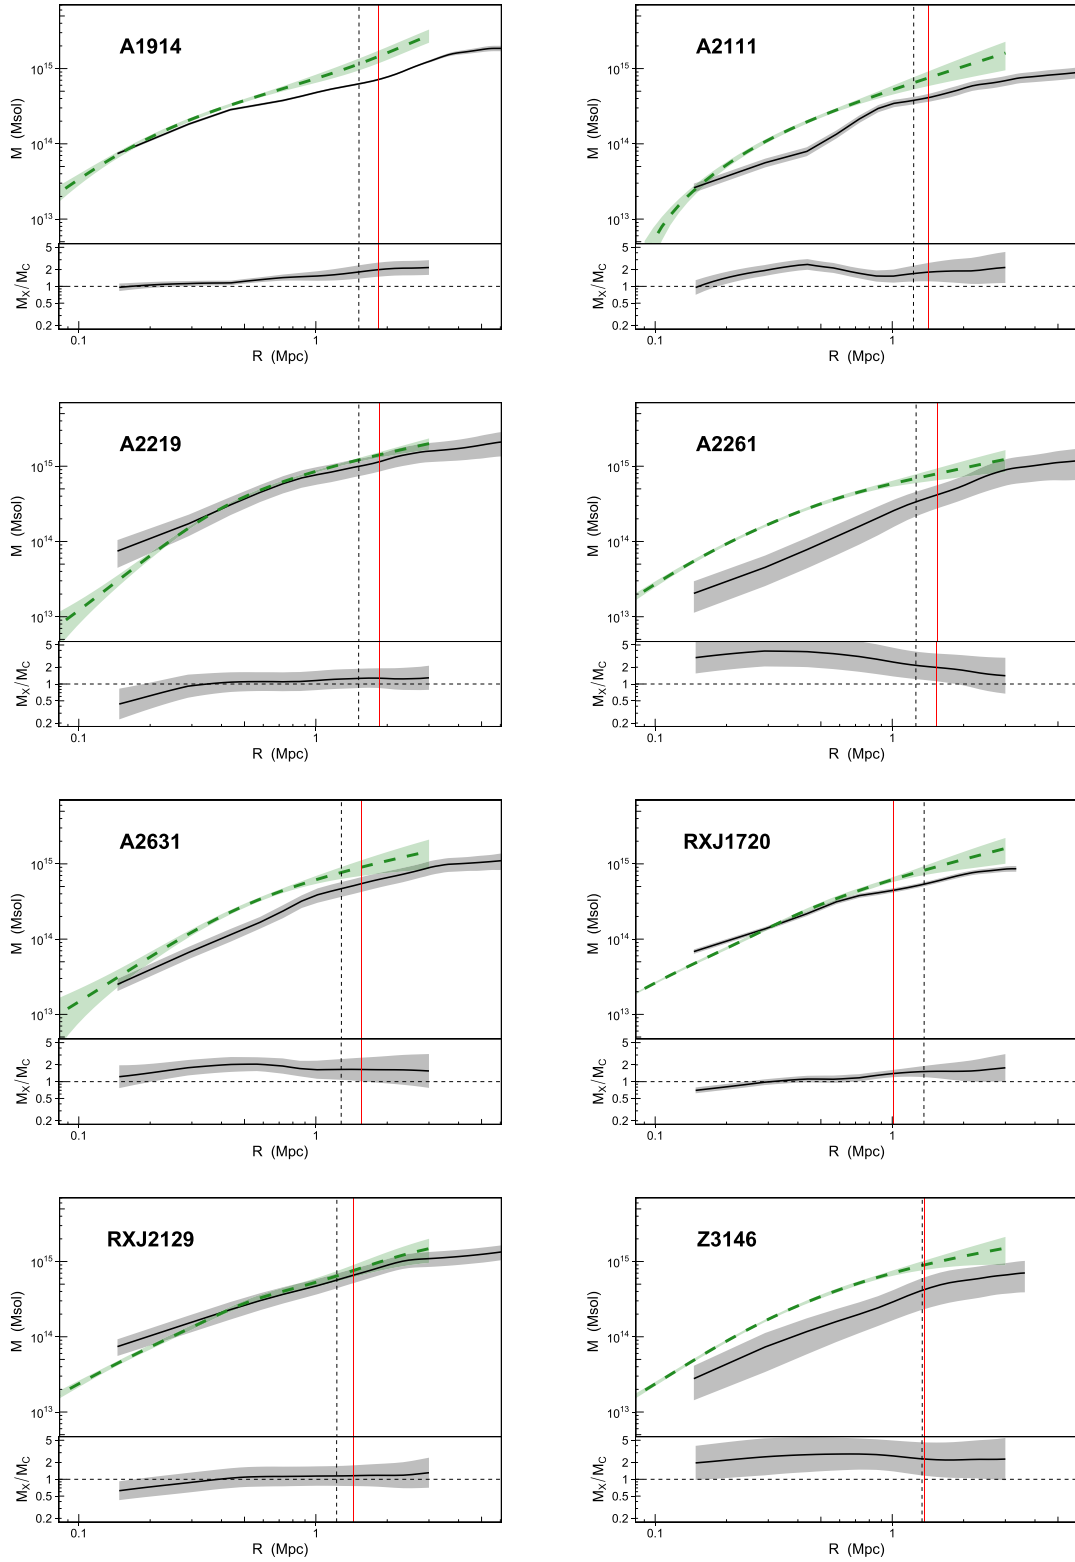 A1914
10^15
10^14
10^13
M (Msol)
5
2
1
0.5
0.2
M_X/M_C
0.1
1
R (Mpc)
A2111
10^15
10^14
10^13
M (Msol)
5
2
1
0.5
0.2
M_X/M_C
0.1
1
R (Mpc)
A2219
10^15
10^14
10^13
M (Msol)
5
2
1
0.5
0.2
M_X/M_C
0.1
1
R (Mpc)
A2261
10^15
10^14
10^13
M (Msol)
5
2
1
0.5
0.2
M_X/M_C
0.1
1
R (Mpc)
A2631
10^15
10^14
10^13
M (Msol)
5
2
1
0.5
0.2
M_X/M_C
0.1
1
R (Mpc)
RXJ1720
10^15
10^14
10^13
M (Msol)
5
2
1
0.5
0.2
M_X/M_C
0.1
1
R (Mpc)
RXJ2129
10^15
10^14
10^13
M (Msol)
5
2
1
0.5
0.2
M_X/M_C
0.1
1
R (Mpc)
Z3146
10^15
10^14
10^13
M (Msol)
5
2
1
0.5
0.2
M_X/M_C
0.1
1
R (Mpc)